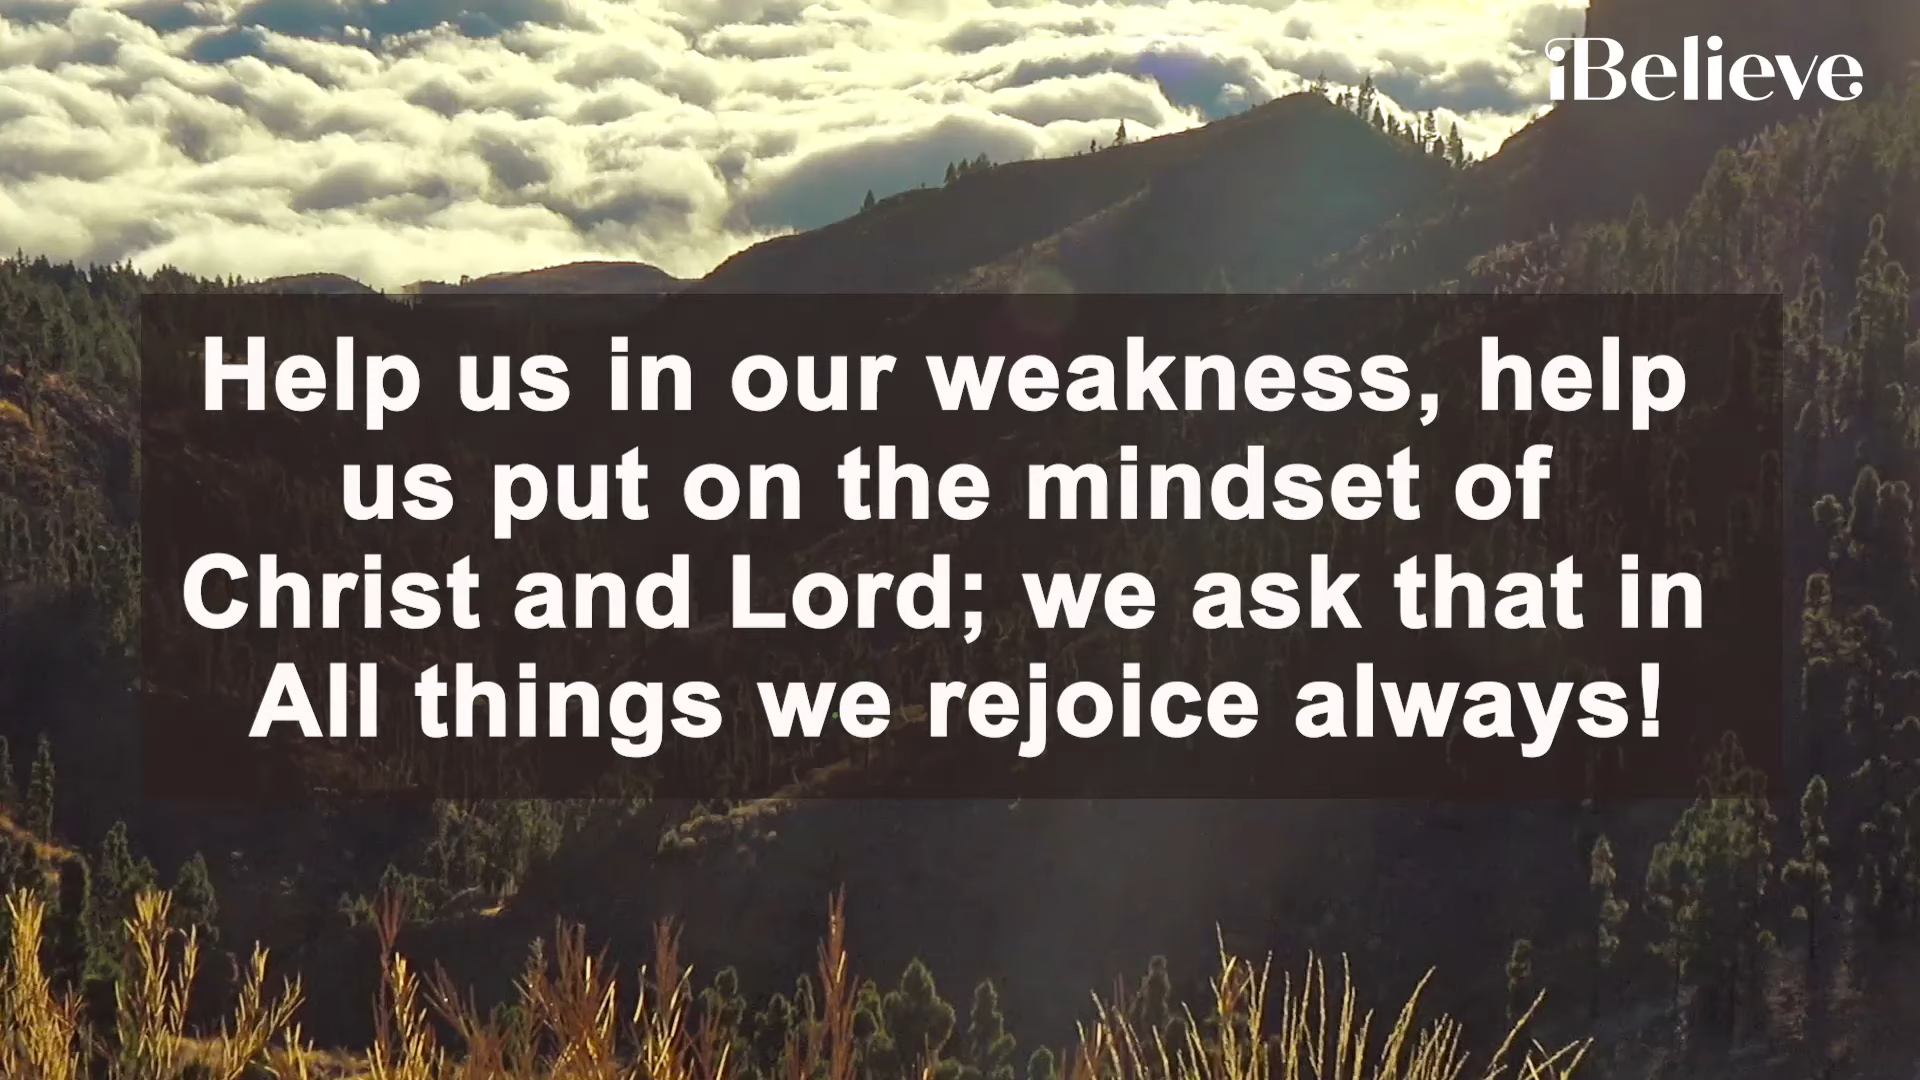 iBelieve
Help us in our weakness, help
us put on the mindset of
Christ and Lord; we ask that in
All things we rejoice always!